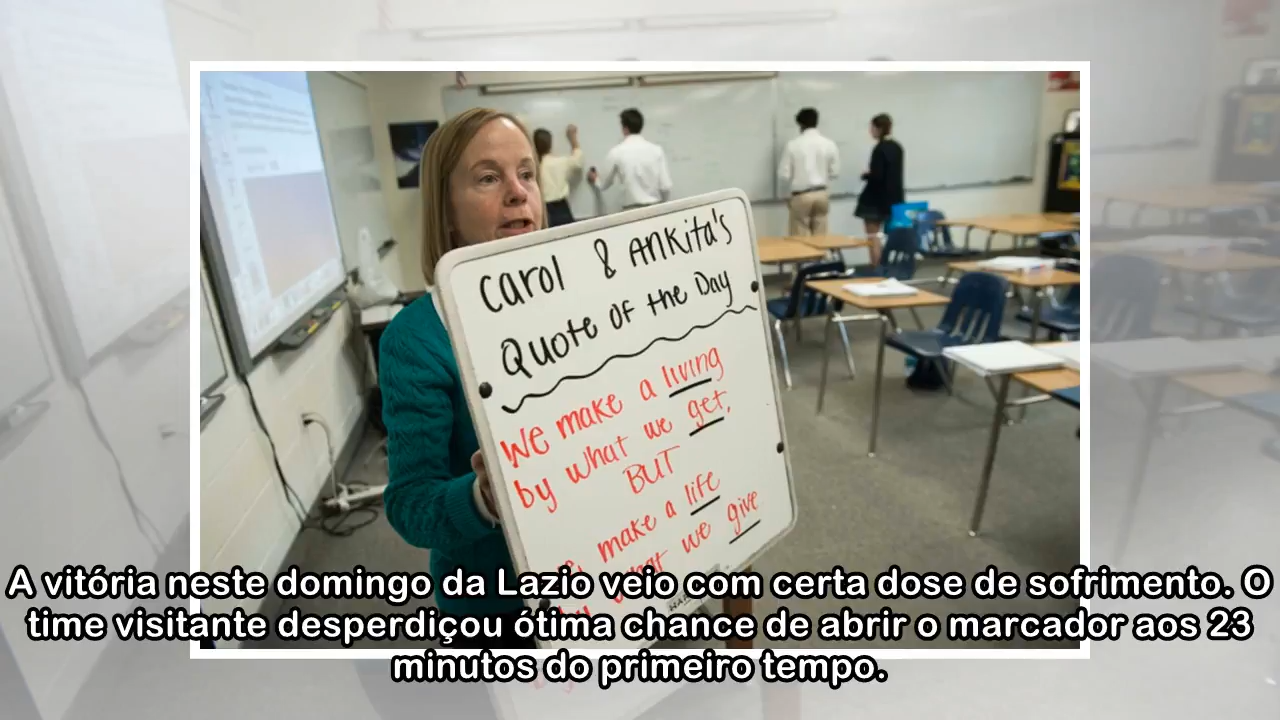 Carol & Ankita's
Quote of the Day
We make a living
by what we get,
BUT
make a life
what we give
A vitória neste domingo da Lazio veio com certa dose de sofrimento. O
time visitante desperdiçou ótima chance de abrir o marcador aos 23
minutos do primeiro tempo.